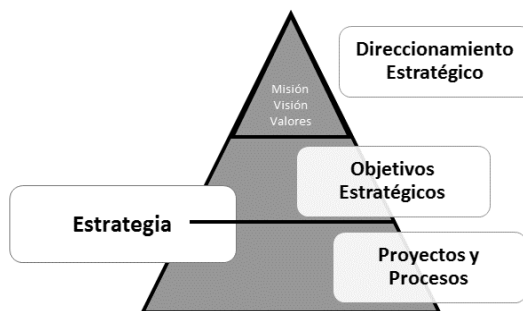 Direccionamiento
Estratégico
Misión
Visión
Valores
Objetivos
Estratégicos
Estrategia
Proyectos y
Procesos